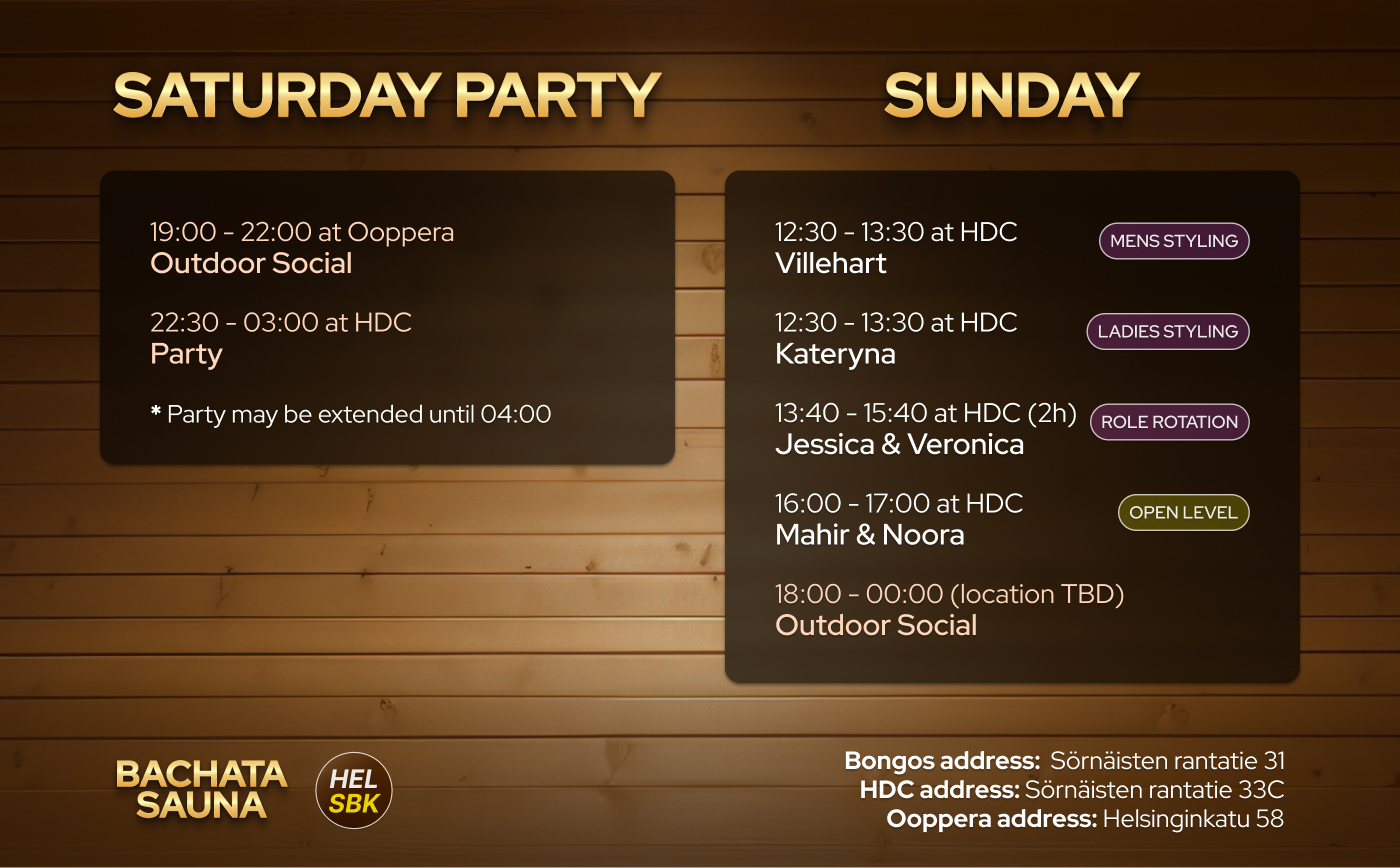 SATURDAY PARTY
19:00 - 22:00 at Ooppera
Outdoor Social
22:30 - 03:00 at HDC
Party
* Party may be extended until 04:00
SUNDAY
12:30 - 13:30 at HDC
MENS STYLING
Villehart
12:30 - 13:30 at HDC
LADIES STYLING
Kateryna
13:40 - 15:40 at HDC (2h)
ROLE ROTATION
Jessica & Veronica
16:00 - 17:00 at HDC
OPEN LEVEL
Mahir & Noora
18:00 - 00:00 (location TBD)
Outdoor Social
BACHATA
SAUNA
HEL
SBK
Bongos address: Sörnäisten rantatie 31
HDC address: Sörnäisten rantatie 33C
Ooppera address: Helsinginkatu 58